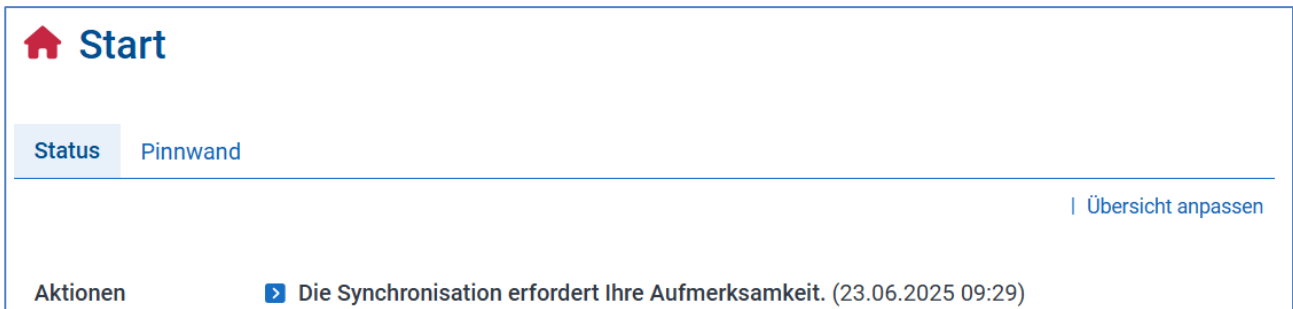 Start
Status Pinnwand
| Übersicht anpassen
Aktionen Die Synchronisation erfordert Ihre Aufmerksamkeit. (23.06.2025 09:29)